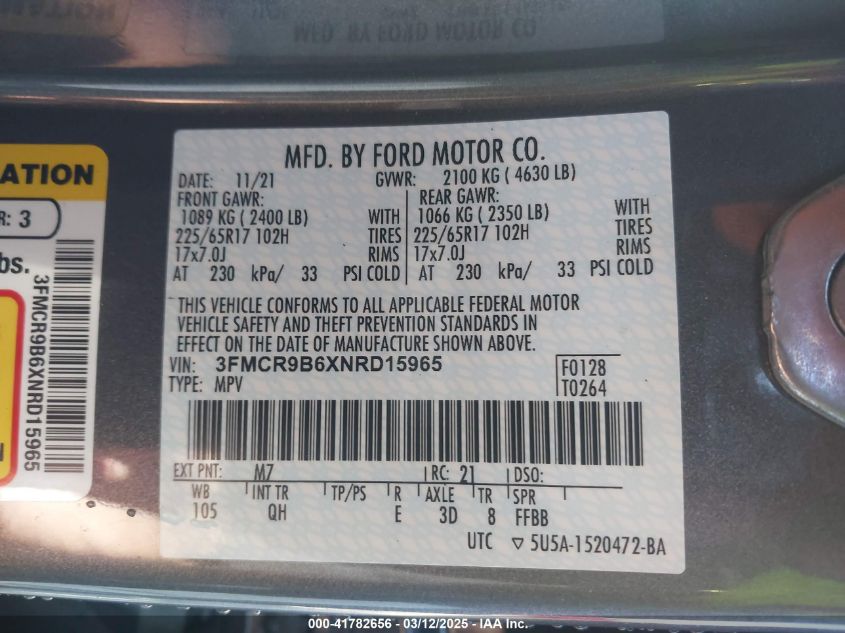 MFD. BY FORD MOTOR CO.
DATE: 11/21 GVWR: 2100 KG ( 4630 LB)
FRONT GAWR: REAR GAWR:
1089 KG ( 2400 LB) WITH 1066 KG ( 2350 LB) WITH
225/65R17 102H TIRES 225/65R17 102H TIRES
17x7.0J RIMS 17x7.0J RIMS
AT 230 kPa/ 33 PSI COLD AT 230 kPa/ 33 PSI COLD
THIS VEHICLE CONFORMS TO ALL APPLICABLE FEDERAL MOTOR
VEHICLE SAFETY AND THEFT PREVENTION STANDARDS IN
EFFECT ON THE DATE OF MANUFACTURE SHOWN ABOVE.
VIN: 3FMCR9B6XNRD15965 F0128
TYPE: MPV T0264
EXT PNT: M7 RC: 21 DSO:
WB INT TR TP/PS R AXLE TR SPR
105 QH E 3D 8 FFBB
UTC ▽ 5U5A-1520472-BA
ATION
R: 3
bs.
3FMCR9B6XNRD15965
MFD. BY FORD MOTOR CO
000-41782656 - 03/12/2025 - IAA Inc.